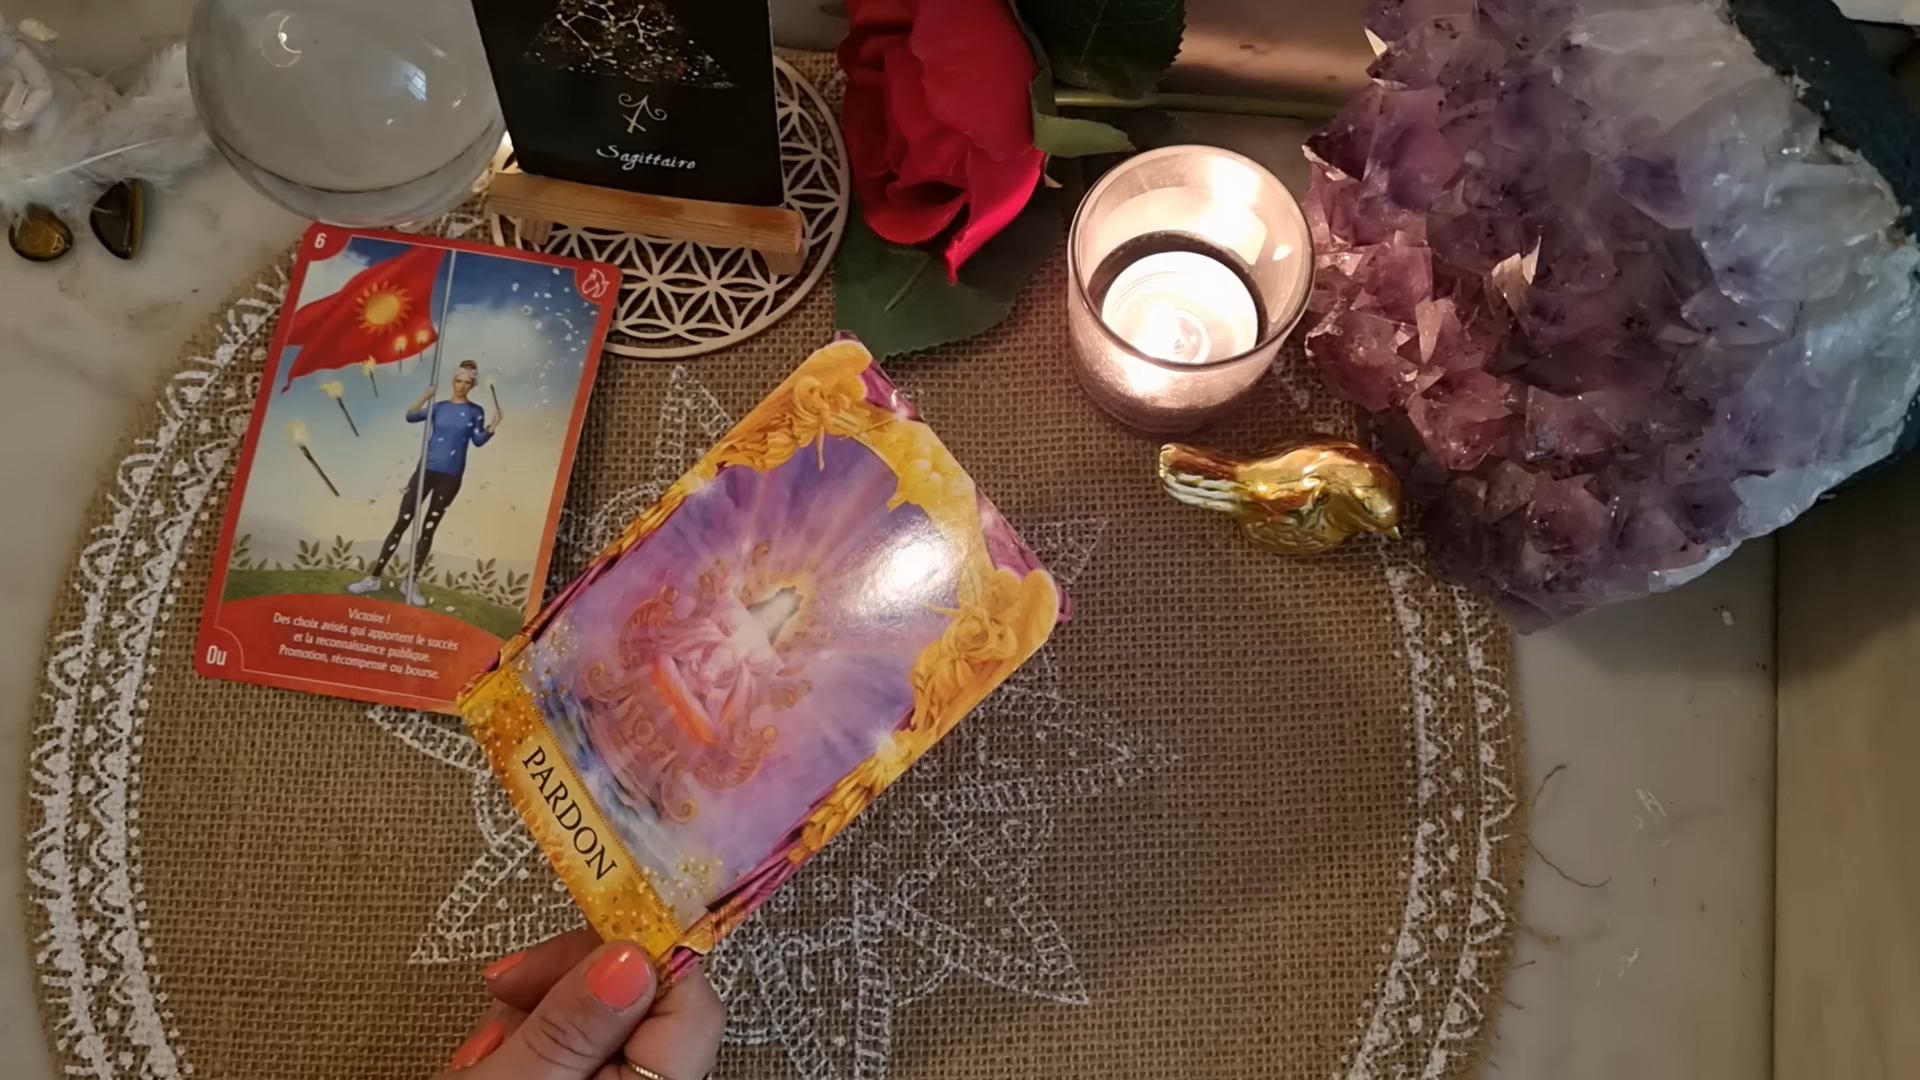 Sagittaire
6
Victoire !
Des choix avisés qui apportent le succès
et la reconnaissance publique.
Promotion, récompense ou bourse.
Ou
PARDON